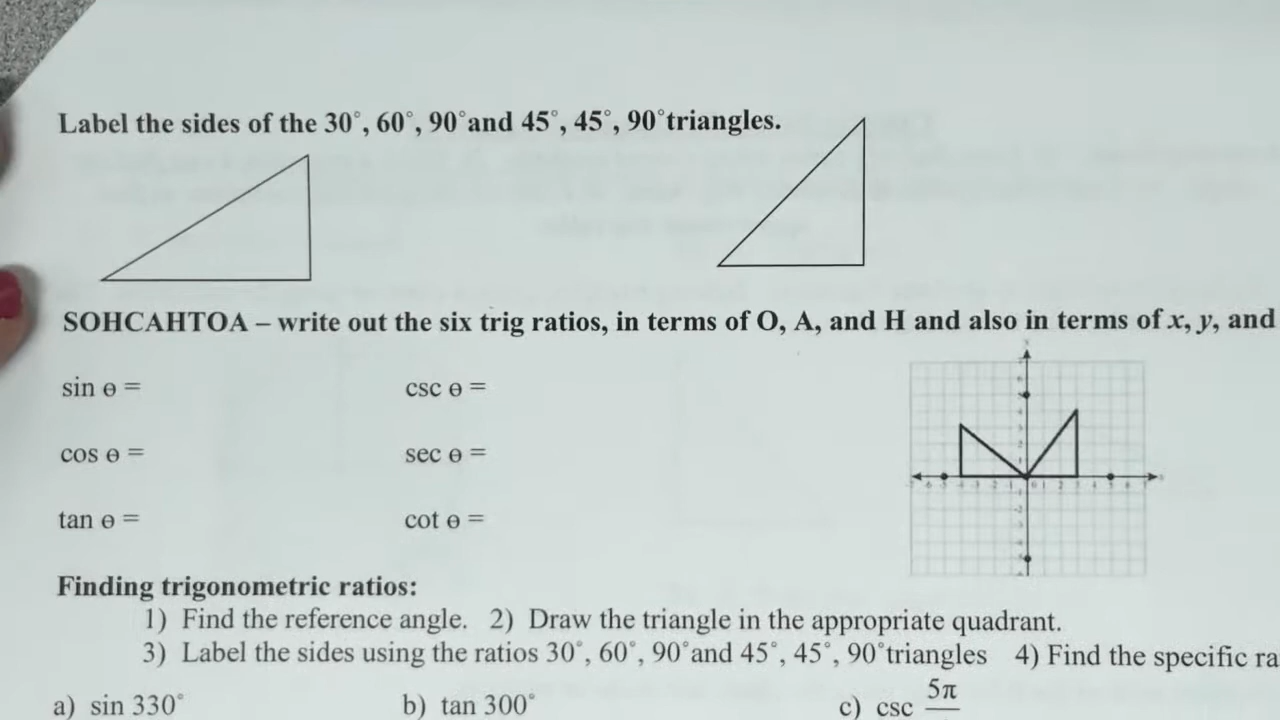 Label the sides of the 30°, 60°, 90°and 45°, 45°, 90°triangles.
SOHCAHTOA – write out the six trig ratios, in terms of O, A, and H and also in terms of x, y, and
sin ө =
csc ө =
cos ө =
sec ө =
tan ө =
cot ө =
Finding trigonometric ratios:
1) Find the reference angle. 2) Draw the triangle in the appropriate quadrant.
3) Label the sides using the ratios 30°, 60°, 90°and 45°, 45°, 90°triangles 4) Find the specific ra
a) sin 330°
b) tan 300°
c) csc 5π